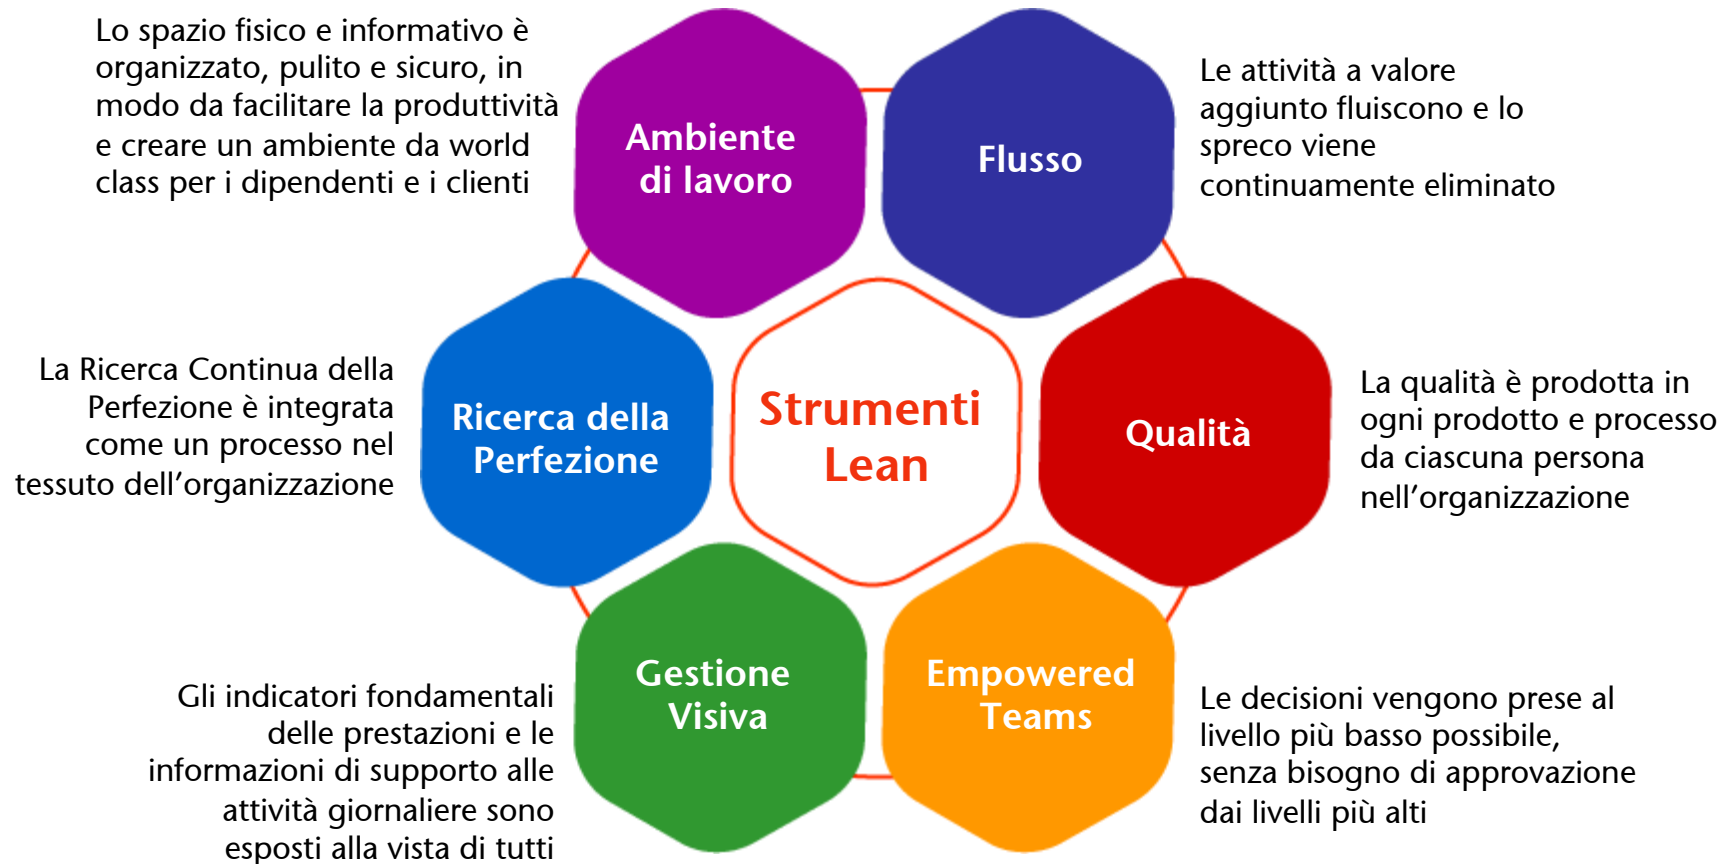 Lo spazio fisico e informativo è
organizzato, pulito e sicuro, in
modo da facilitare la produttività
e creare un ambiente da world
class per i dipendenti e i clienti
Ambiente
di lavoro
Flusso
Le attività a valore
aggiunto fluiscono e lo
spreco viene
continuamente eliminato
La Ricerca Continua della
Perfezione è integrata
come un processo nel
tessuto dell’organizzazione
Ricerca della
Perfezione
Strumenti
Lean
Qualità
La qualità è prodotta in
ogni prodotto e processo
da ciascuna persona
nell’organizzazione
Gli indicatori fondamentali
delle prestazioni e le
informazioni di supporto alle
attività giornaliere sono
esposti alla vista di tutti
Gestione
Visiva
Empowered
Teams
Le decisioni vengono prese al
livello più basso possibile,
senza bisogno di approvazione
dai livelli più alti